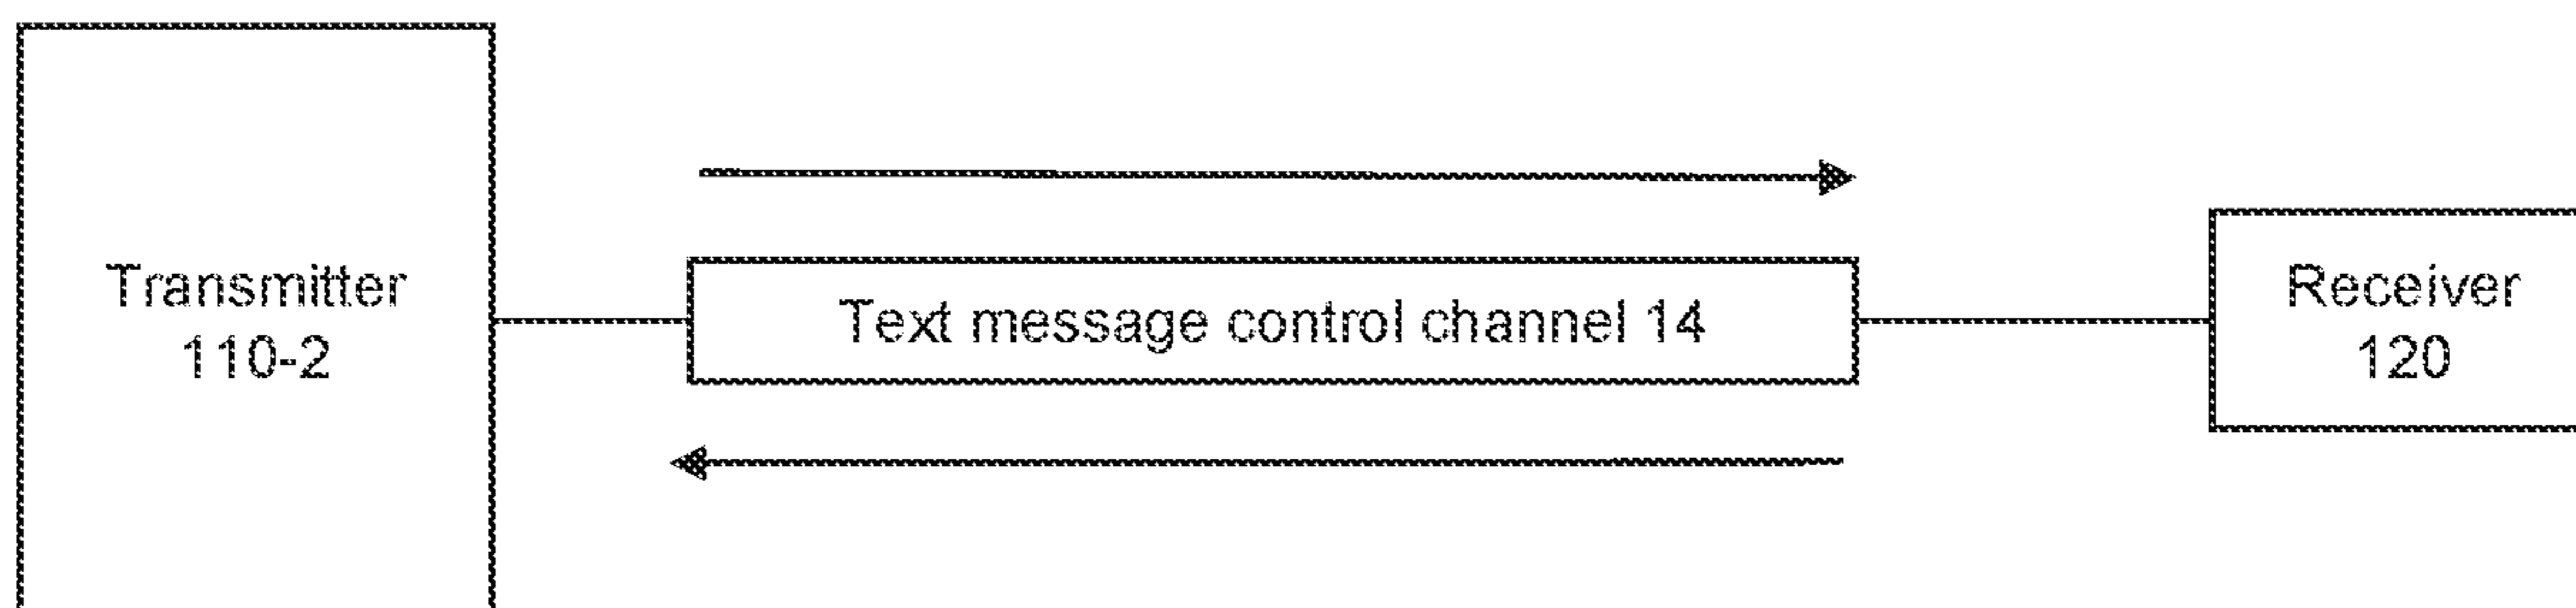 Transmitter
110-2
Text message control channel 14
Receiver
120